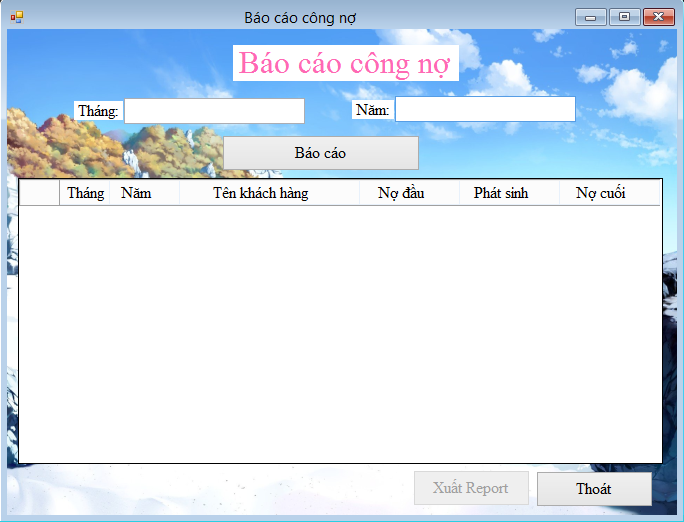 Báo cáo công nợ
Báo cáo công nợ
Tháng: Năm:
Báo cáo
Tháng Năm Tên khách hàng Nợ đầu Phát sinh Nợ cuối
Xuất Report Thoát